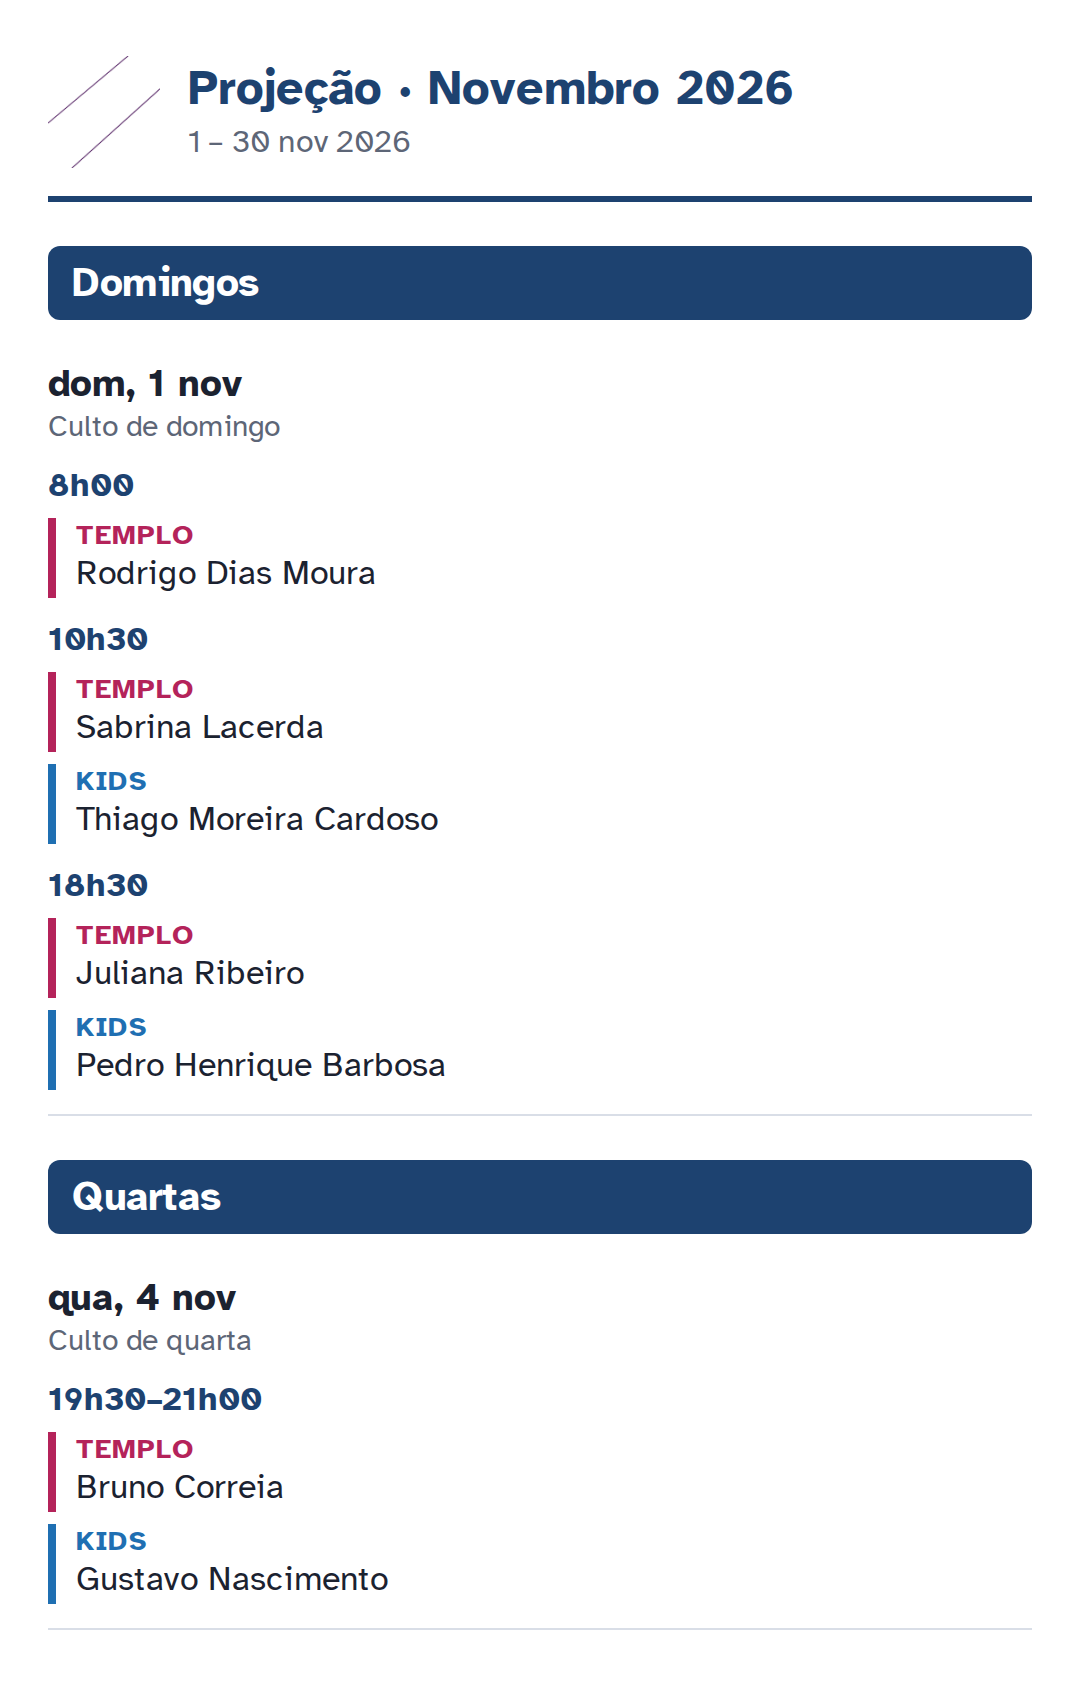 Projeção · Novembro 2026
1 – 30 nov 2026
Domingos
dom, 1 nov
Culto de domingo
8h00
TEMPLO
Rodrigo Dias Moura
10h30
TEMPLO
Sabrina Lacerda
KIDS
Thiago Moreira Cardoso
18h30
TEMPLO
Juliana Ribeiro
KIDS
Pedro Henrique Barbosa
Quartas
qua, 4 nov
Culto de quarta
19h30–21h00
TEMPLO
Bruno Correia
KIDS
Gustavo Nascimento